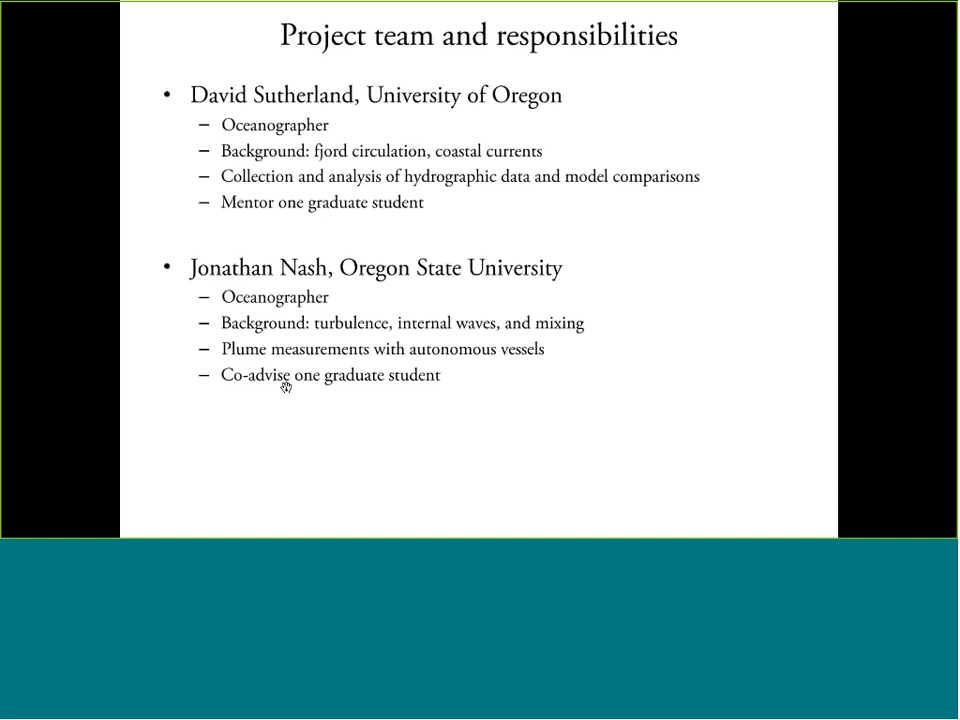 Project team and responsibilities
• David Sutherland, University of Oregon
– Oceanographer
– Background: fjord circulation, coastal currents
– Collection and analysis of hydrographic data and model comparisons
– Mentor one graduate student
• Jonathan Nash, Oregon State University
– Oceanographer
– Background: turbulence, internal waves, and mixing
– Plume measurements with autonomous vessels
– Co-advise one graduate student